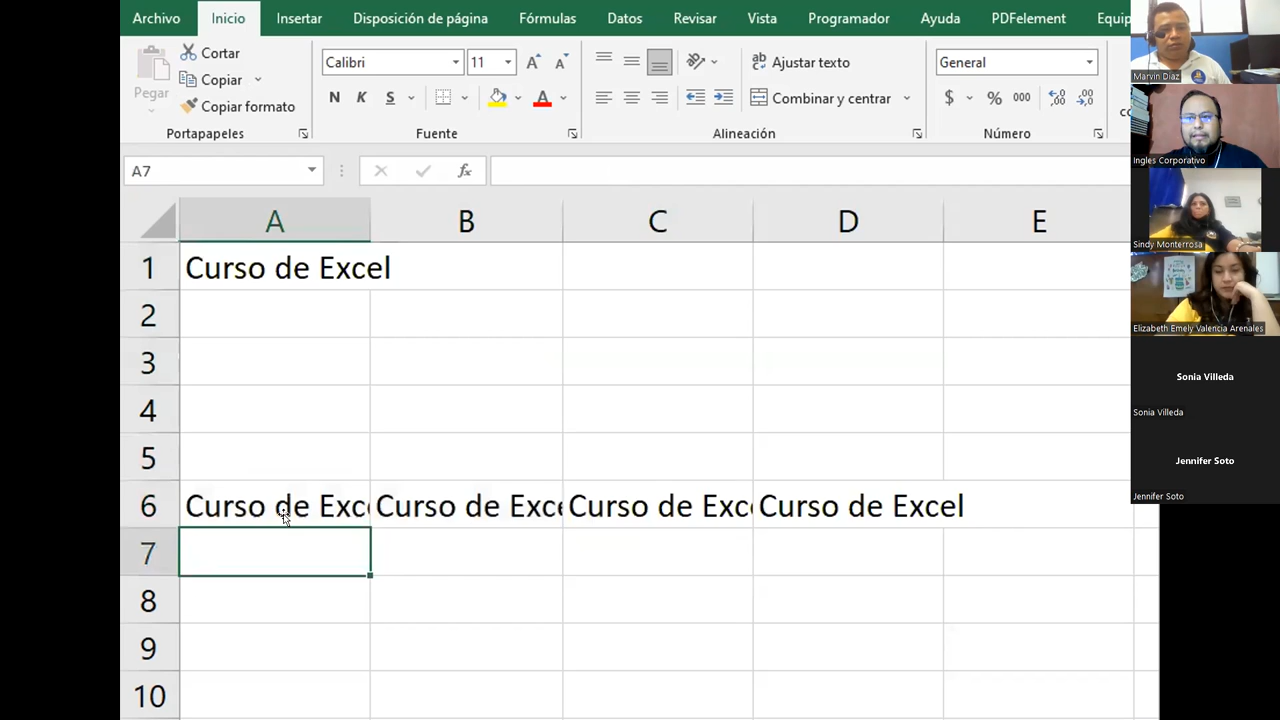 Archivo Inicio Insertar Disposición de página Fórmulas Datos Revisar Vista Programador Ayuda PDFelement Equip
Pegar
Cortar
Copiar
Copiar formato
Portapapeles
Calibri 11
N K S
Fuente
Ajustar texto
Combinar y centrar
Alineación
General
$ % 000
Número
A7
fx
A B C D E
1 Curso de Excel
2
3
4
5
6 Curso de Exc Curso de Exce Curso de Exc Curso de Excel
7
8
9
10
Marvin Diaz
Ingles Corporativo
Sindy Monterrosa
Elizabeth Emely Valencia Arenales
Sonia Villeda
Sonia Villeda
Jennifer Soto
Jennifer Soto